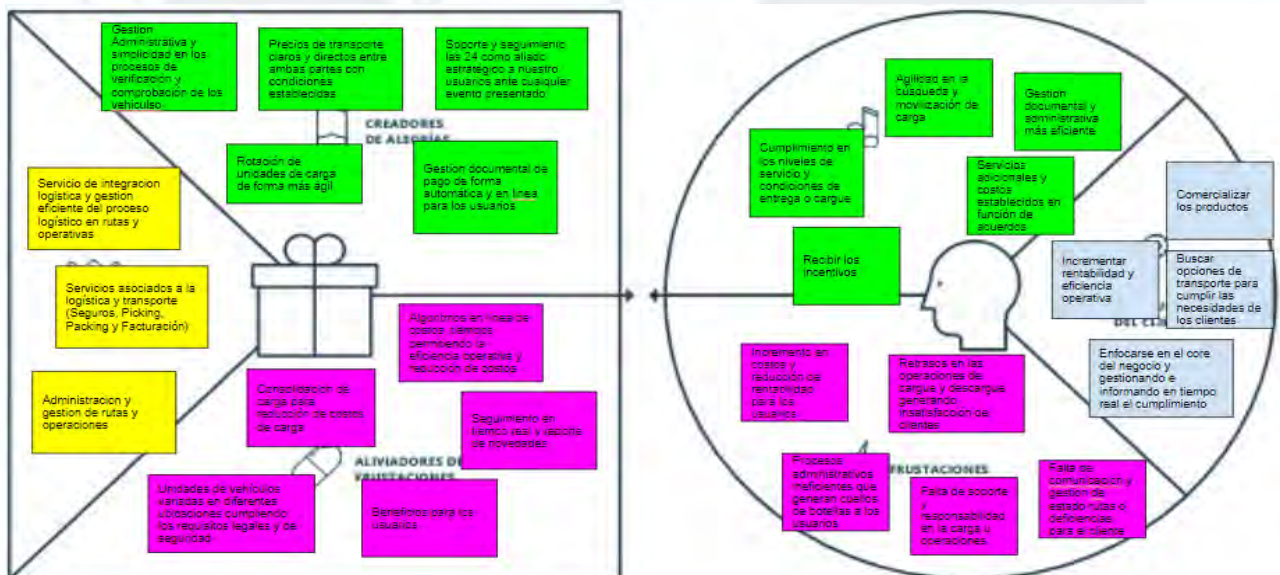 Gestion
Administrativa y
simplicidad en los
procesos de
verificación y
comprobación de los
vehículso
Precios de transporte
claros y directos entre
ambas partes con
condiciones
establecidas
Soporte y seguimiento
las 24 como aliado
estratégico a nuestro
usuarios ante cualquier
evento presentado
CREADORES
DE ALEGRÍAS
Rotación de
unidades de carga
de forma más ágil
Gestion documental de
pago de forma
automática y en linea
para los usuarios
Servicio de integracion
logística y gestion
eficiente del proceso
logístico en rutas y
operativas
Servicios asociados a la
logística y transporte
(Seguros, Picking,
Packing y Facturación)
Administracion y
gestion de rutas y
operaciones
Algoritmos en linea de
costos, tiempos
permitiendo la
eficiencia operativa y
reducción de costos
Consolidación de
carga para
reducción de costos
de carga
Seguimiento en
tiempo real y reporte
de novedades
ALIVIADORES DE
FRUSTACIONES
Unidades de vehículos
variadas en diferentes
ubicaciones cumpliendo
los requisitos legales y de
seguridad
Beneficios para los
usuarios
Agilidad en la
búsqueda y
movilización de
carga
Gestion
documental y
administrativa
más eficiente
Cumplimiento en
los niveles de
servicio y
condiciones de
entrega o cargue
Servicios
adicionales y
costos
establecidos en
función de
acuerdos
Recibir los
incentivos
Comercializar
los productos
Incrementar
rentabilidad y
eficiencia
operativa
Buscar
opciones de
transporte para
cumplir las
necesidades de
los clientes
Enfocarse en el core
del negocio y
gestionando e
informando en tiempo
real el cumplimiento
Incremento en
costos y
reducción de
rentabilidad
para los
usuarios
Retrasos en las
operaciones de
cargue y descargue
generando
insatisfacción de
clientes
FRUSTACIONES
Procesos
administrativos
ineficientes que
generan cuellos
de botellas a los
usuarios
Falta de soporte
y
responsabilidad
en la carga u
operaciones.
Falta de
comunicación y
gestion de
estado rutas o
deficiencias
para el cliente